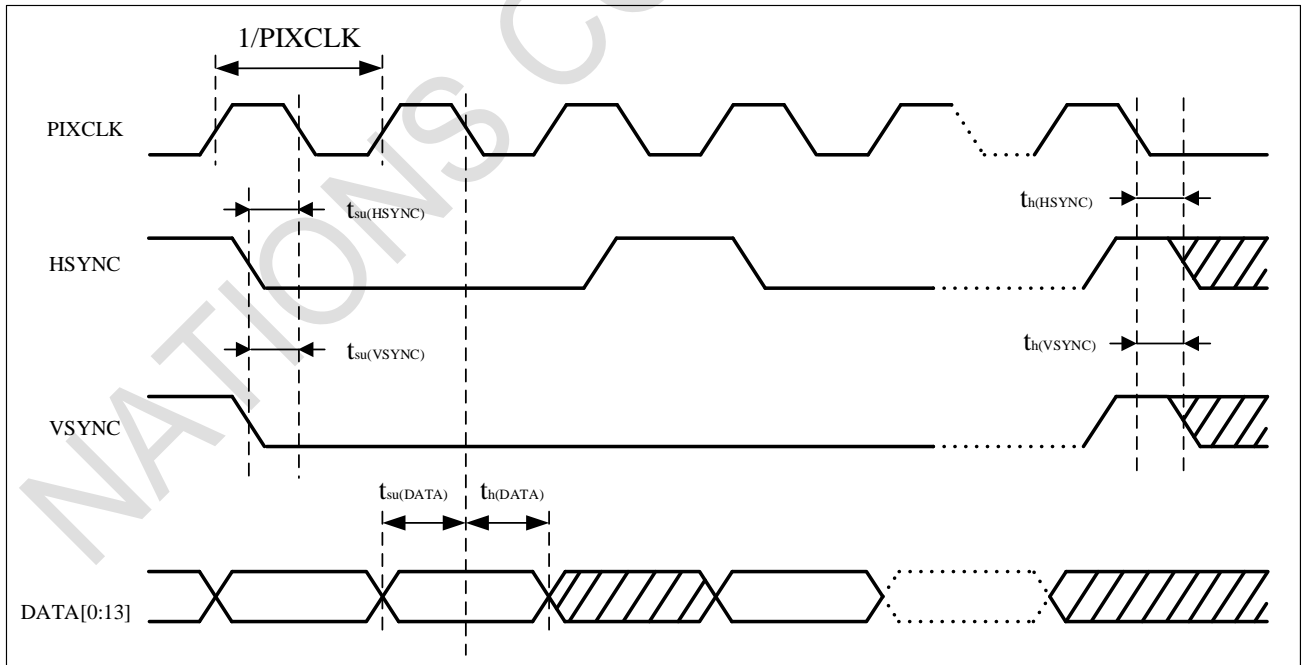 1/PIXCLK
PIXCLK
tsu(HSYNC)
th(HSYNC)
HSYNC
tsu(VSYNC)
th(VSYNC)
VSYNC
tsu(DATA)
th(DATA)
DATA[0:13]
NATIONS CO